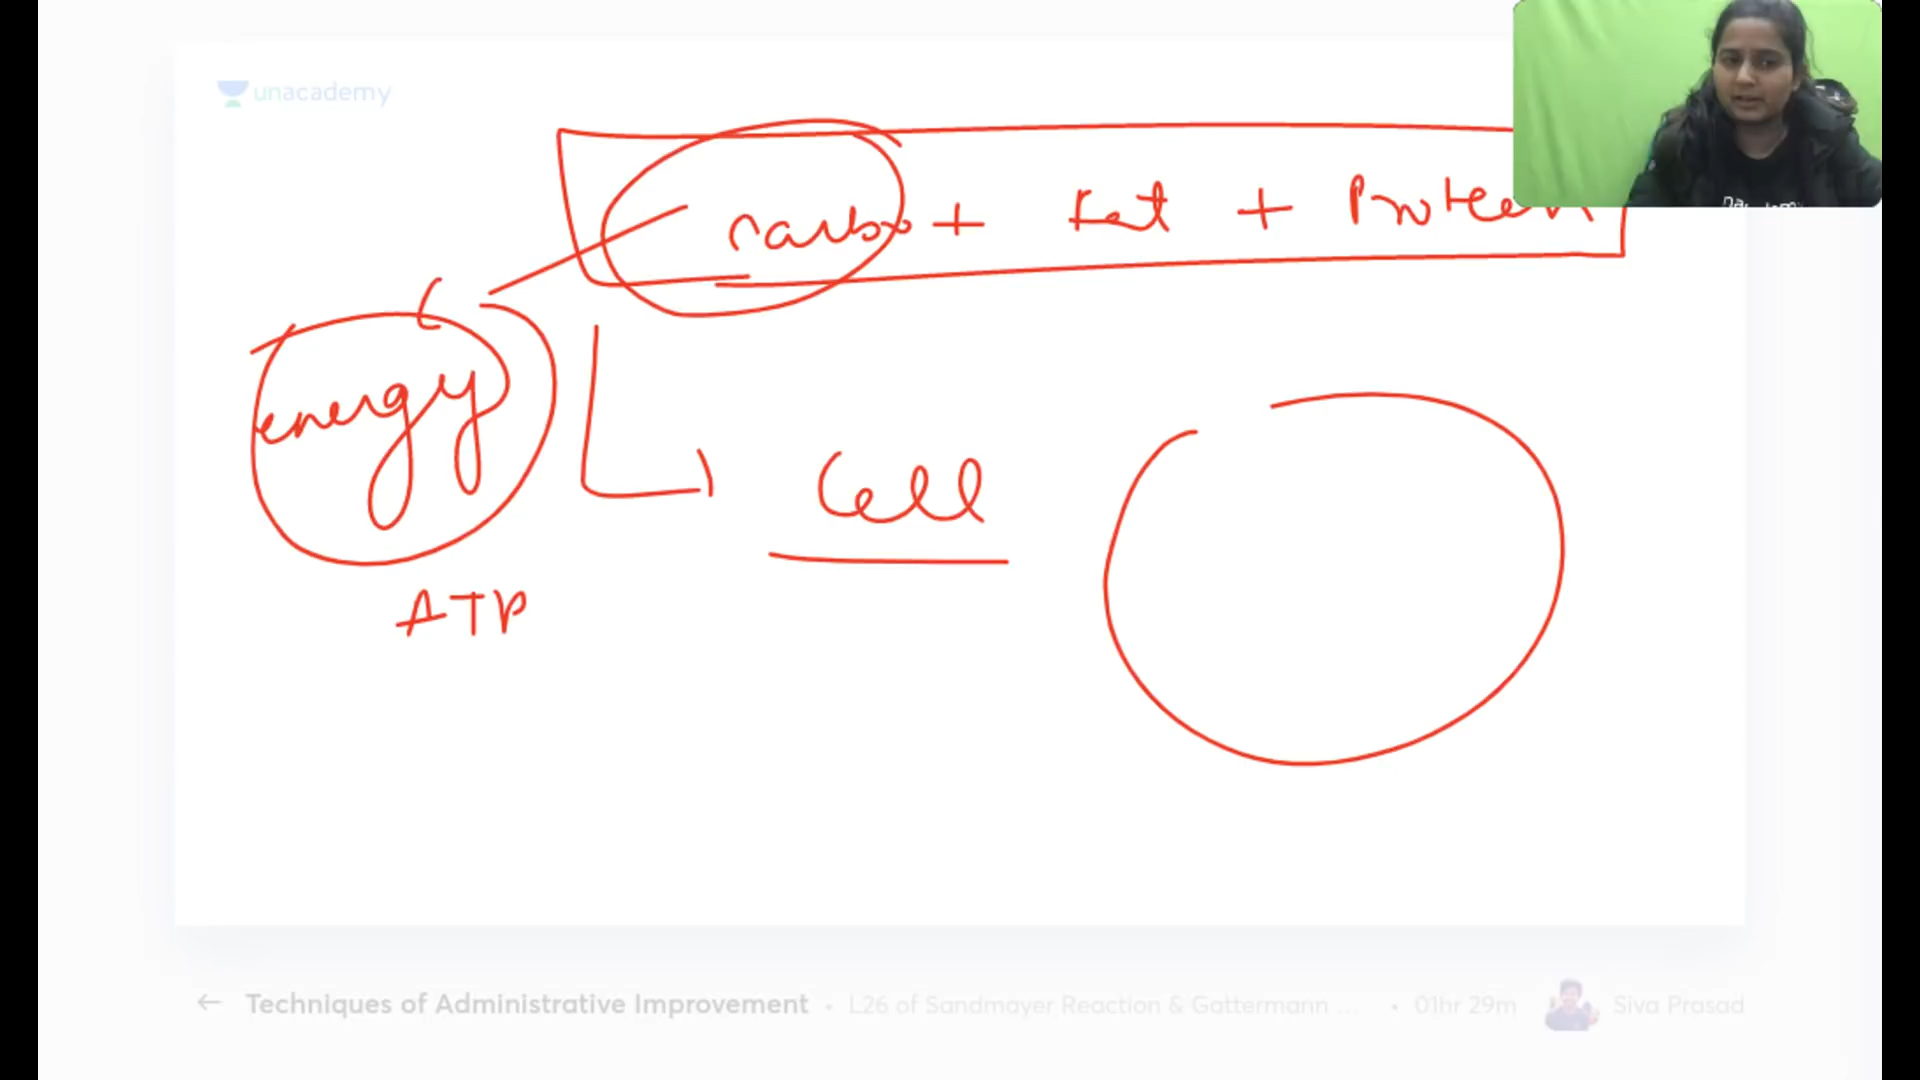 unacademy
carbo + Fat + Protein
energy
Cell
ATP
Techniques of Administrative Improvement • L26 of Sandmayer Reaction & Gattermann ... • 01hr 29m Siva Prasad